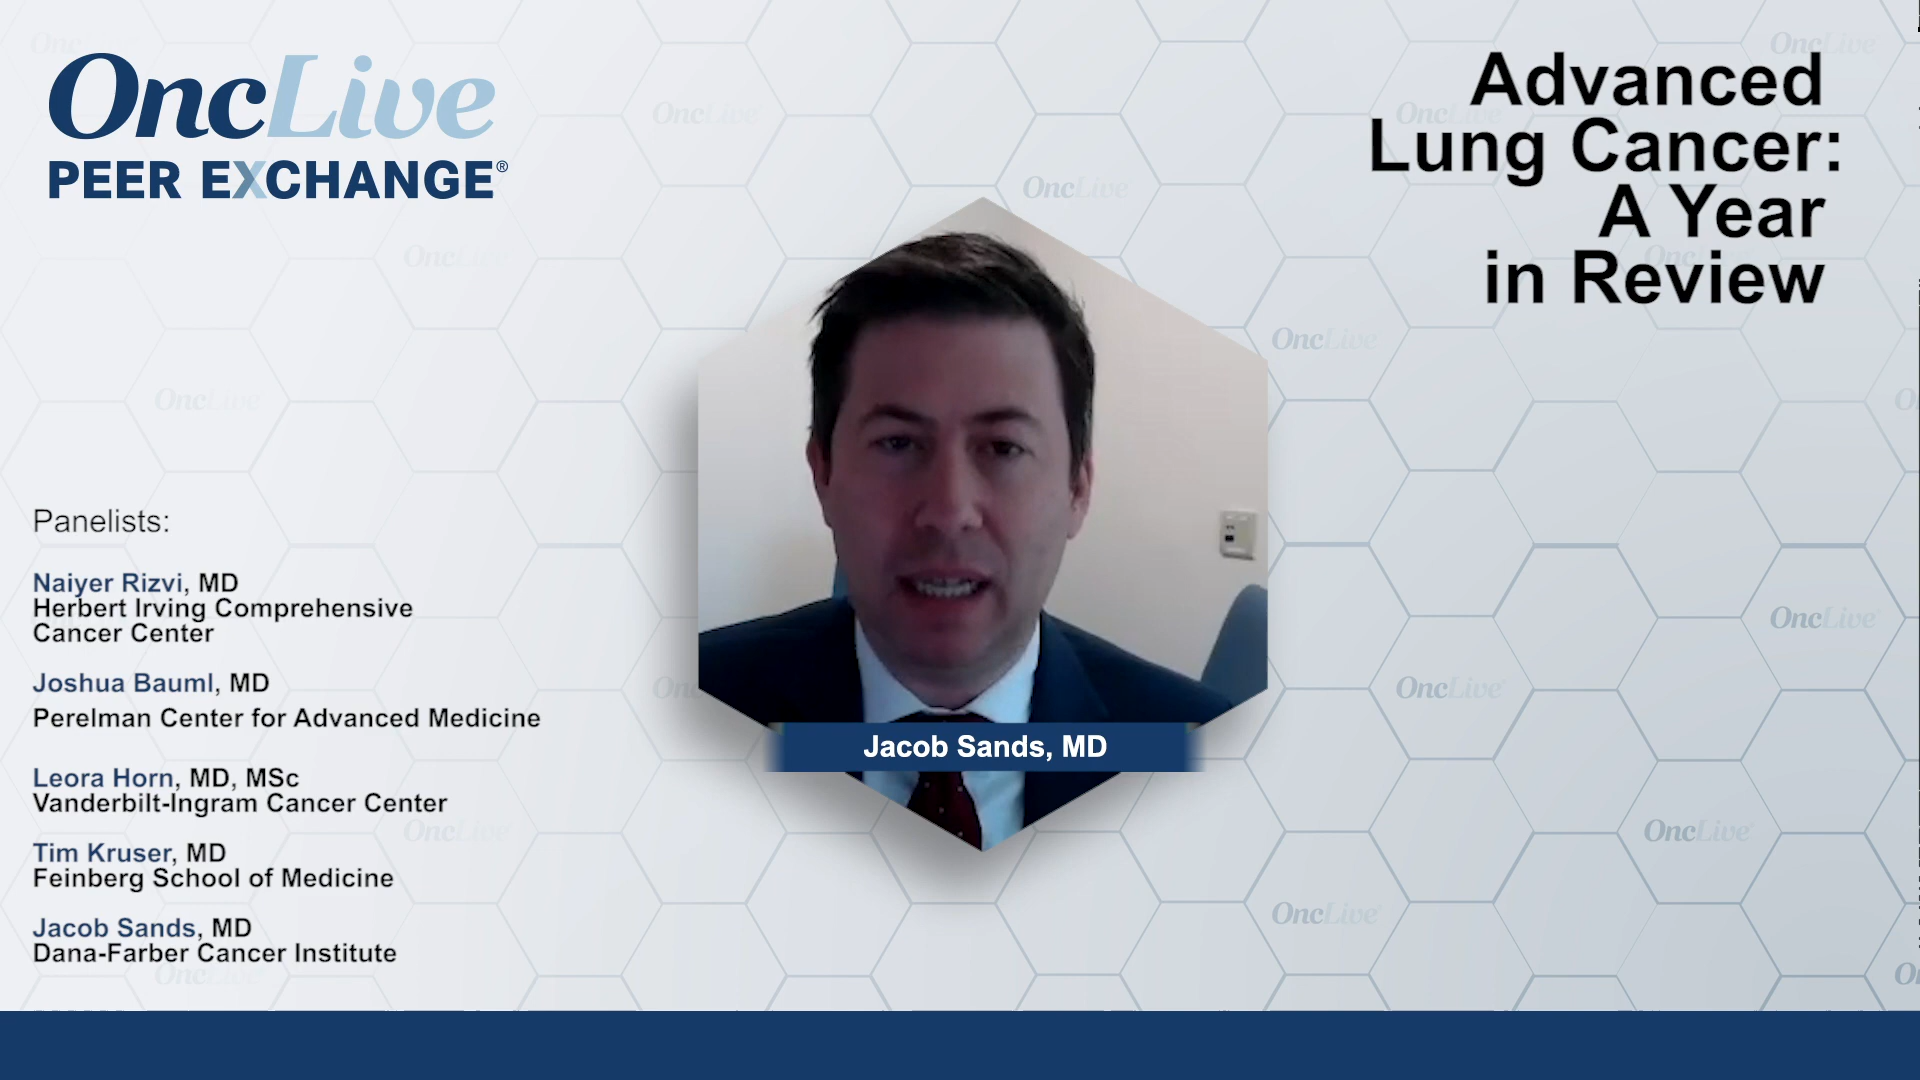 OncLive
PEER EXCHANGE®
Advanced
Lung Cancer:
A Year
in Review
Panelists:
Naiyer Rizvi, MD
Herbert Irving Comprehensive
Cancer Center
Joshua Bauml, MD
Perelman Center for Advanced Medicine
Leora Horn, MD, MSc
Vanderbilt-Ingram Cancer Center
Tim Kruser, MD
Feinberg School of Medicine
Jacob Sands, MD
Dana-Farber Cancer Institute
Jacob Sands, MD